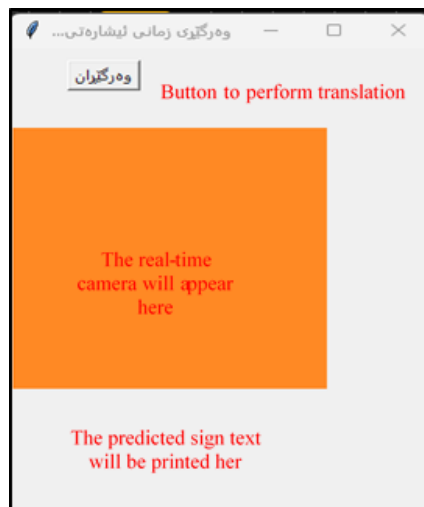 وەرگێڕی زمانی ئیشارەتی...
وەرگێران
Button to perform translation
The real-time
camera will appear
here
The predicted sign text
will be printed her